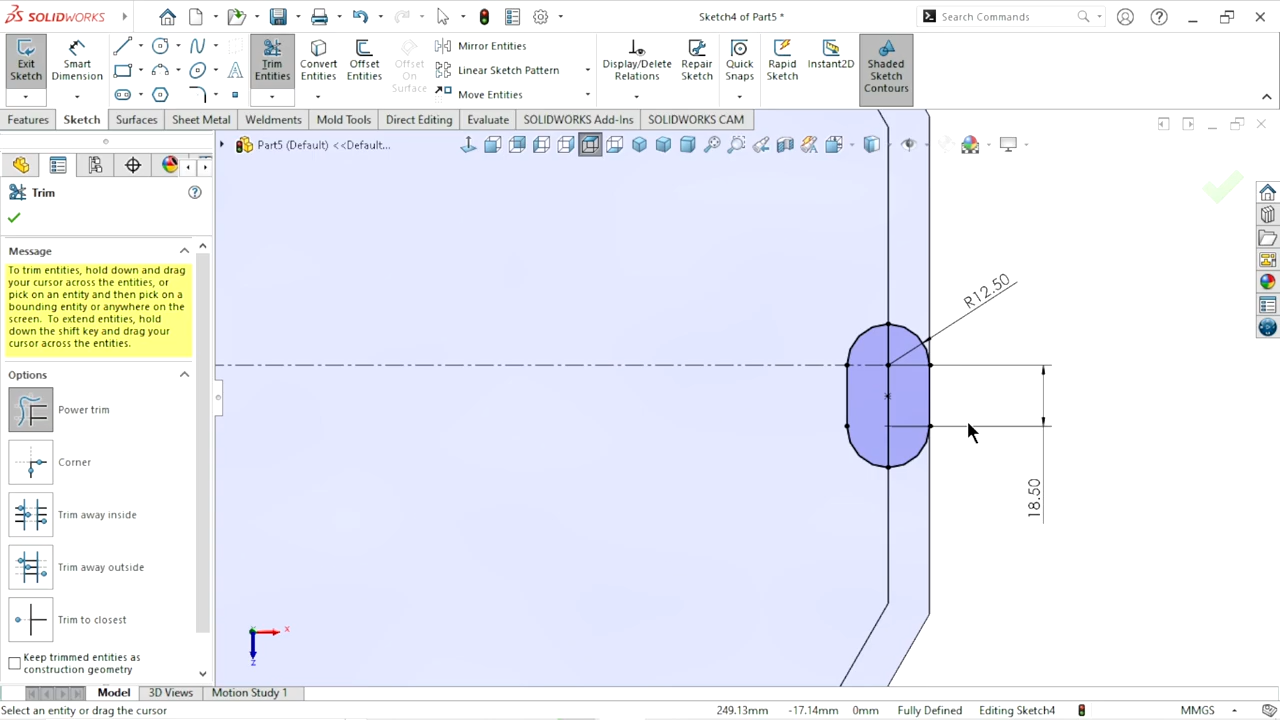 SOLIDWORKS
Sketch4 of Part5 *
Search Commands
Exit Sketch
Smart Dimension
Trim Entities
Convert Entities
Offset Entities
Offset On Surface
Mirror Entities
Linear Sketch Pattern
Move Entities
Display/Delete Relations
Repair Sketch
Quick Snaps
Rapid Sketch
Instant2D
Shaded Sketch Contours
Features
Sketch
Surfaces
Sheet Metal
Weldments
Mold Tools
Direct Editing
Evaluate
SOLIDWORKS Add-Ins
SOLIDWORKS CAM
Part5 (Default) <<Default...
Trim
Message
To trim entities, hold down and drag
your cursor across the entities, or
pick on an entity and then pick on a
bounding entity or anywhere on the
screen. To extend entities, hold
down the shift key and drag your
cursor across the entities.
Options
Power trim
Corner
Trim away inside
Trim away outside
Trim to closest
Keep trimmed entities as
construction geometry
R12.50
18.50
x
z
Model
3D Views
Motion Study 1
Select an entity or drag the cursor
249.13mm
-17.14mm
0mm
Fully Defined
Editing Sketch4
MMGS